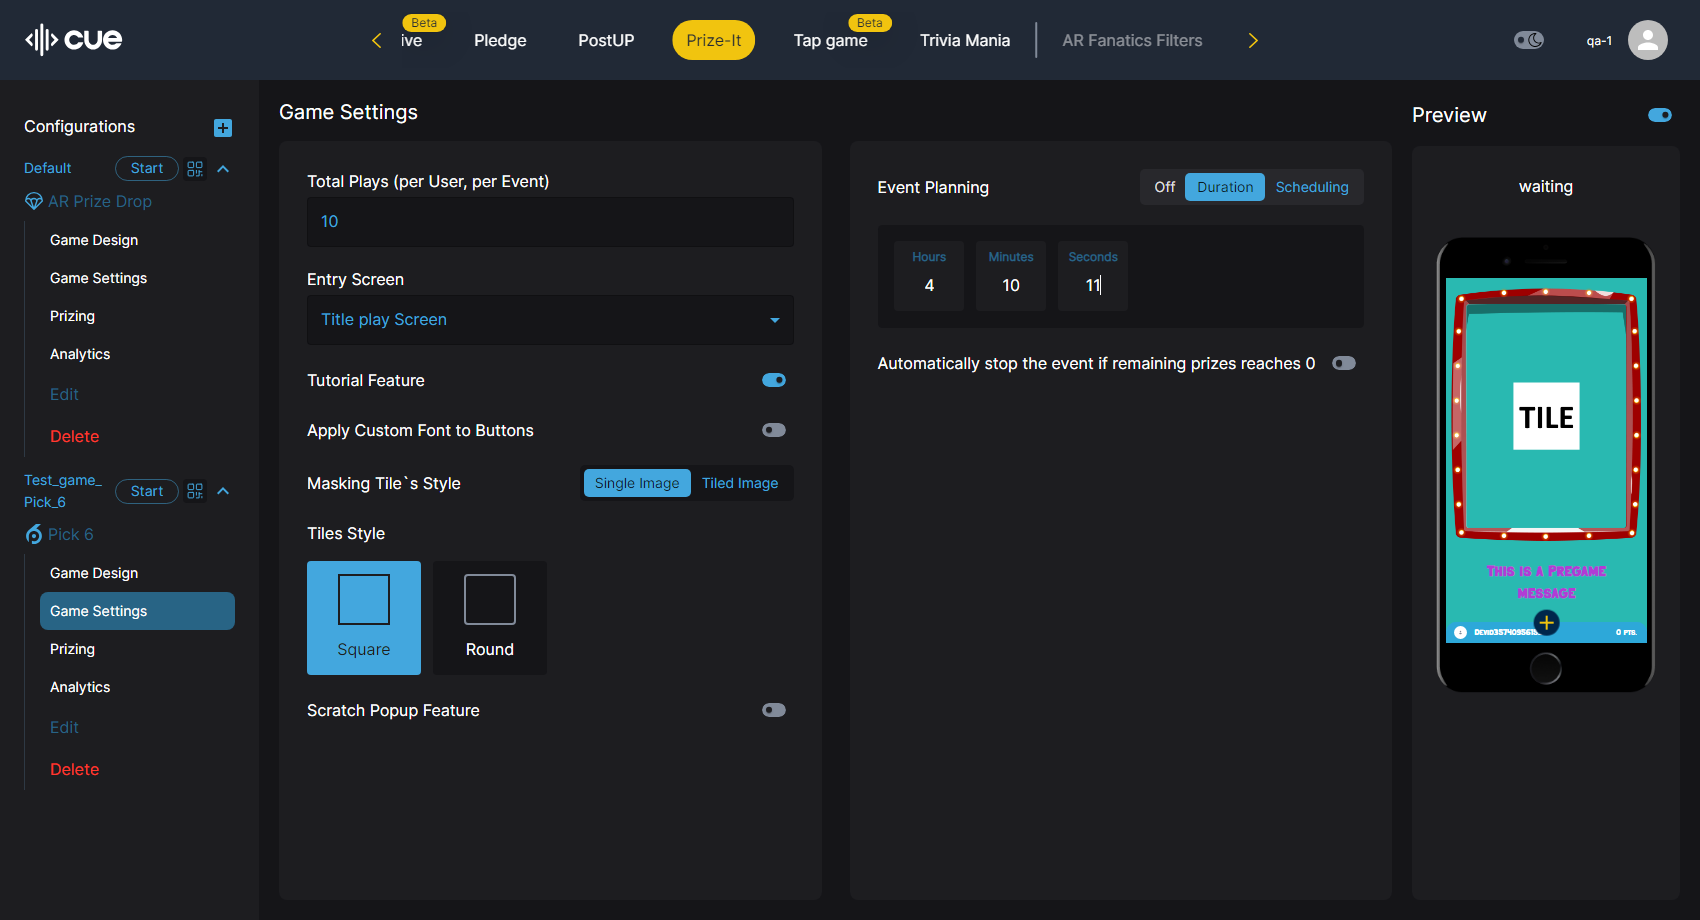 cue
Beta
ive
Pledge
PostUP
Prize-It
Beta
Tap game
Trivia Mania
AR Fanatics Filters
qa-1
Configurations
Default
Start
AR Prize Drop
Game Design
Game Settings
Prizing
Analytics
Edit
Delete
Test_game_
Pick_6
Start
Pick 6
Game Design
Game Settings
Prizing
Analytics
Edit
Delete
Game Settings
Total Plays (per User, per Event)
10
Entry Screen
Title play Screen
Tutorial Feature
Apply Custom Font to Buttons
Masking Tile`s Style
Single Image
Tiled Image
Tiles Style
Square
Round
Scratch Popup Feature
Event Planning
Off
Duration
Scheduling
Hours
Minutes
Seconds
4
10
11
Automatically stop the event if remaining prizes reaches 0
Preview
waiting
TILE
THIS IS A PREGAME
MESSAGE
0 PTS.